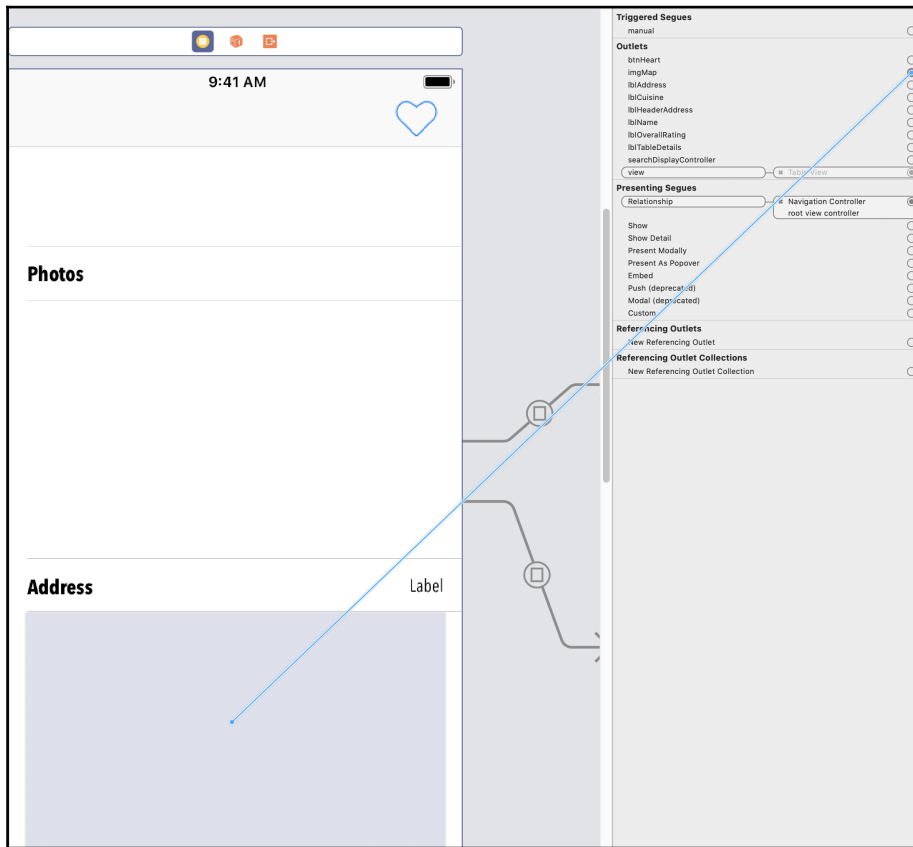 9:41 AM
Photos
Address
Label
Triggered Segues
manual
Outlets
btnHeart
imgMap
lblAddress
lblCuisine
lblHeaderAddress
lblName
lblOverallRating
lblTableDetails
searchDisplayController
view
Table View
Presenting Segues
Relationship
Navigation Controller
root view controller
Show
Show Detail
Present Modally
Present As Popover
Embed
Push (deprecated)
Modal (deprecated)
Custom
Referencing Outlets
New Referencing Outlet
Referencing Outlet Collections
New Referencing Outlet Collection